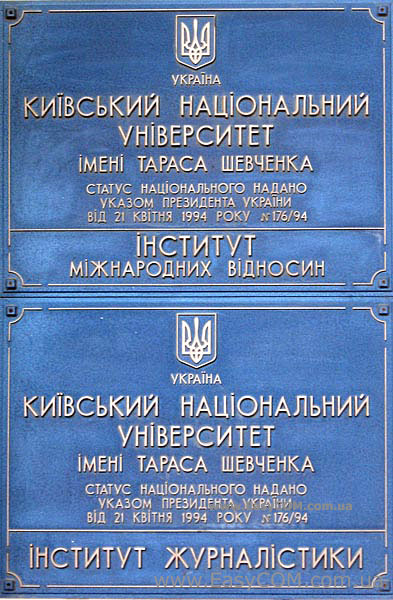 УКРАЇНА
КИЇВСЬКИЙ НАЦІОНАЛЬНИЙ
УНІВЕРСИТЕТ
ІМЕНІ ТАРАСА ШЕВЧЕНКА
СТАТУС НАЦІОНАЛЬНОГО НАДАНО
УКАЗОМ ПРЕЗИДЕНТА УКРАЇНИ
ВІД 21 КВІТНЯ 1994 РОКУ №176/94
ІНСТИТУТ
МІЖНАРОДНИХ ВІДНОСИН
УКРАЇНА
КИЇВСЬКИЙ НАЦІОНАЛЬНИЙ
УНІВЕРСИТЕТ
ІМЕНІ ТАРАСА ШЕВЧЕНКА
СТАТУС НАЦІОНАЛЬНОГО НАДАНО
УКАЗОМ ПРЕЗИДЕНТА УКРАЇНИ
ВІД 21 КВІТНЯ 1994 РОКУ №176/94
ІНСТИТУТ ЖУРНАЛІСТИКИ
www.EasyCOM.com.ua